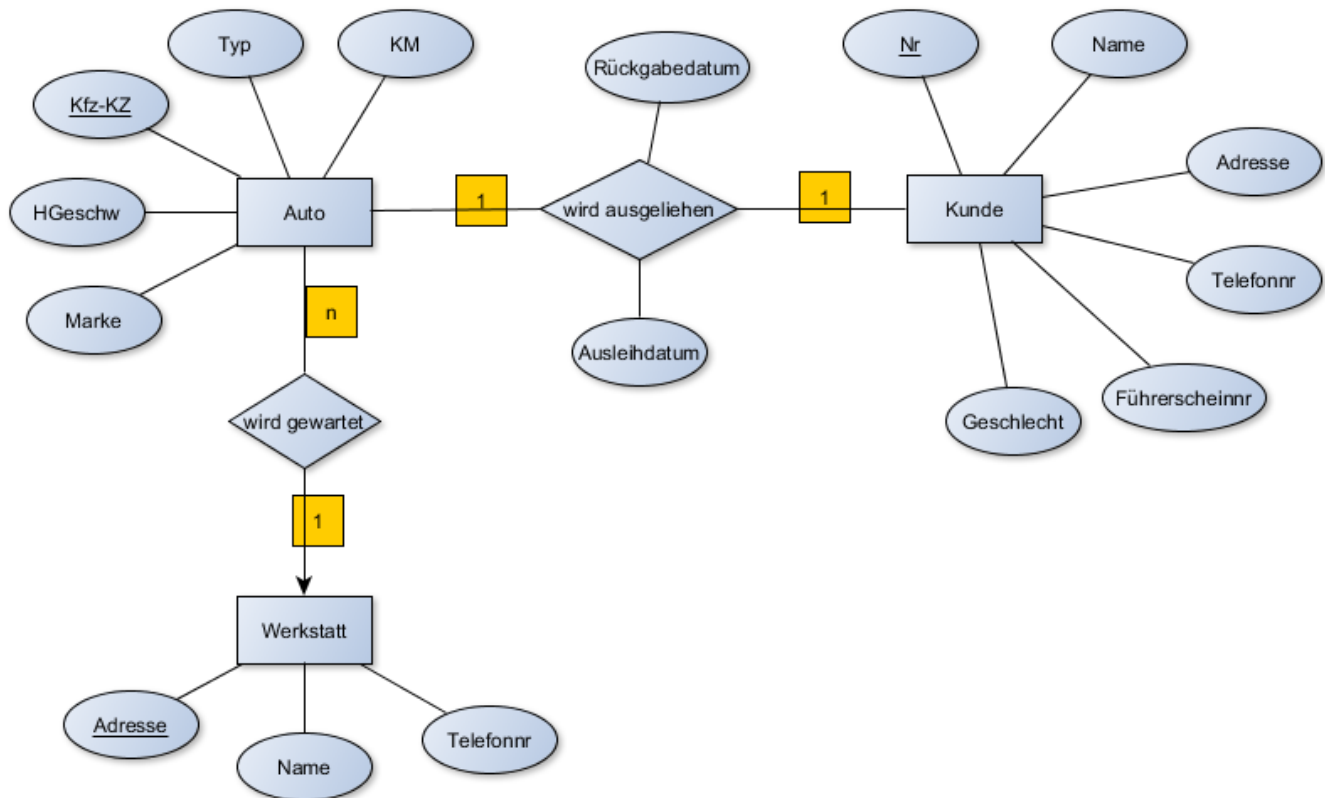 Typ
KM
Nr
Name
Rückgabedatum
Kfz-KZ
Adresse
HGeschw
Auto
1
wird ausgeliehen
1
Kunde
Telefonnr
Marke
n
Ausleihdatum
Führerscheinnr
Geschlecht
wird gewartet
1
Werkstatt
Adresse
Name
Telefonnr